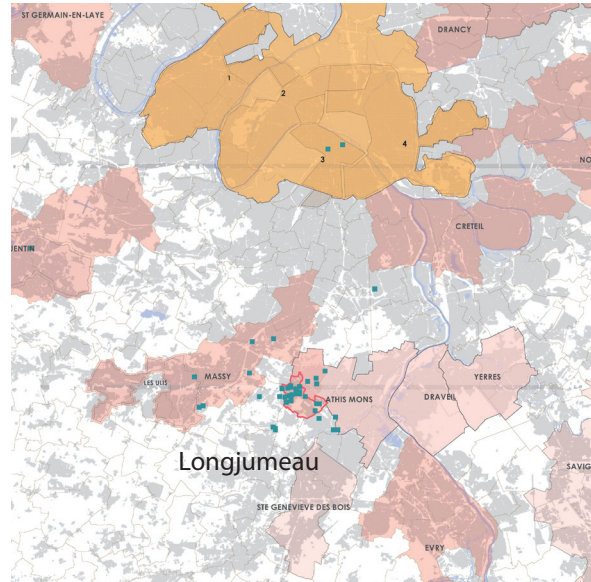 ST GERMAIN-EN-LAYE
DRANCY
1
2
3
4
NO
CRETEIL
ENTIN
LES ULIS
MASSY
ATHIS MONS
YERRES
DRAVEIL
Longjumeau
SAVIG
STE GENEVIEVE DES BOIS
EVRY